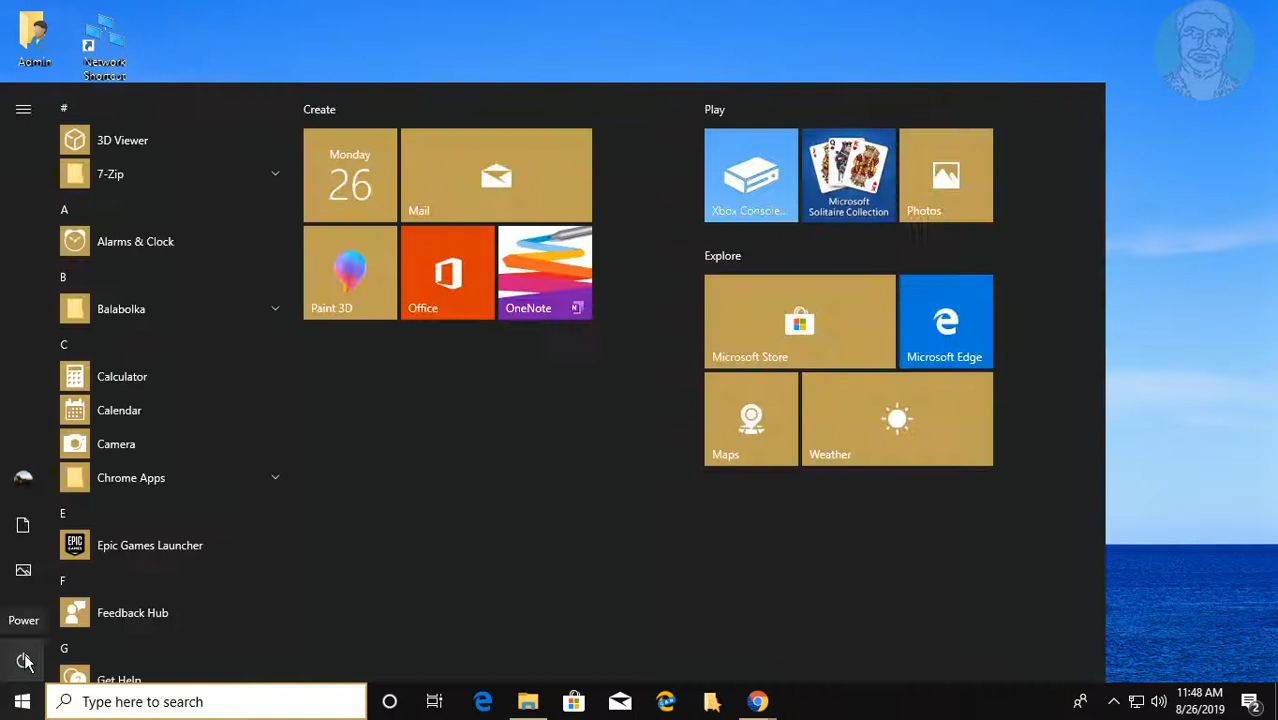 Admin
Network
Shortcut
#
3D Viewer
7-Zip
A
Alarms & Clock
B
Balabolka
C
Calculator
Calendar
Camera
Chrome Apps
E
EPIC
GAMES
Epic Games Launcher
F
Feedback Hub
G
Get Help
Power
Create
Monday
26
Mail
Paint 3D
Office
OneNote
Play
Xbox Console...
Microsoft
Solitaire Collection
Photos
Explore
Microsoft Store
Microsoft Edge
Maps
Weather
Type here to search
11:48 AM
8/26/2019
2